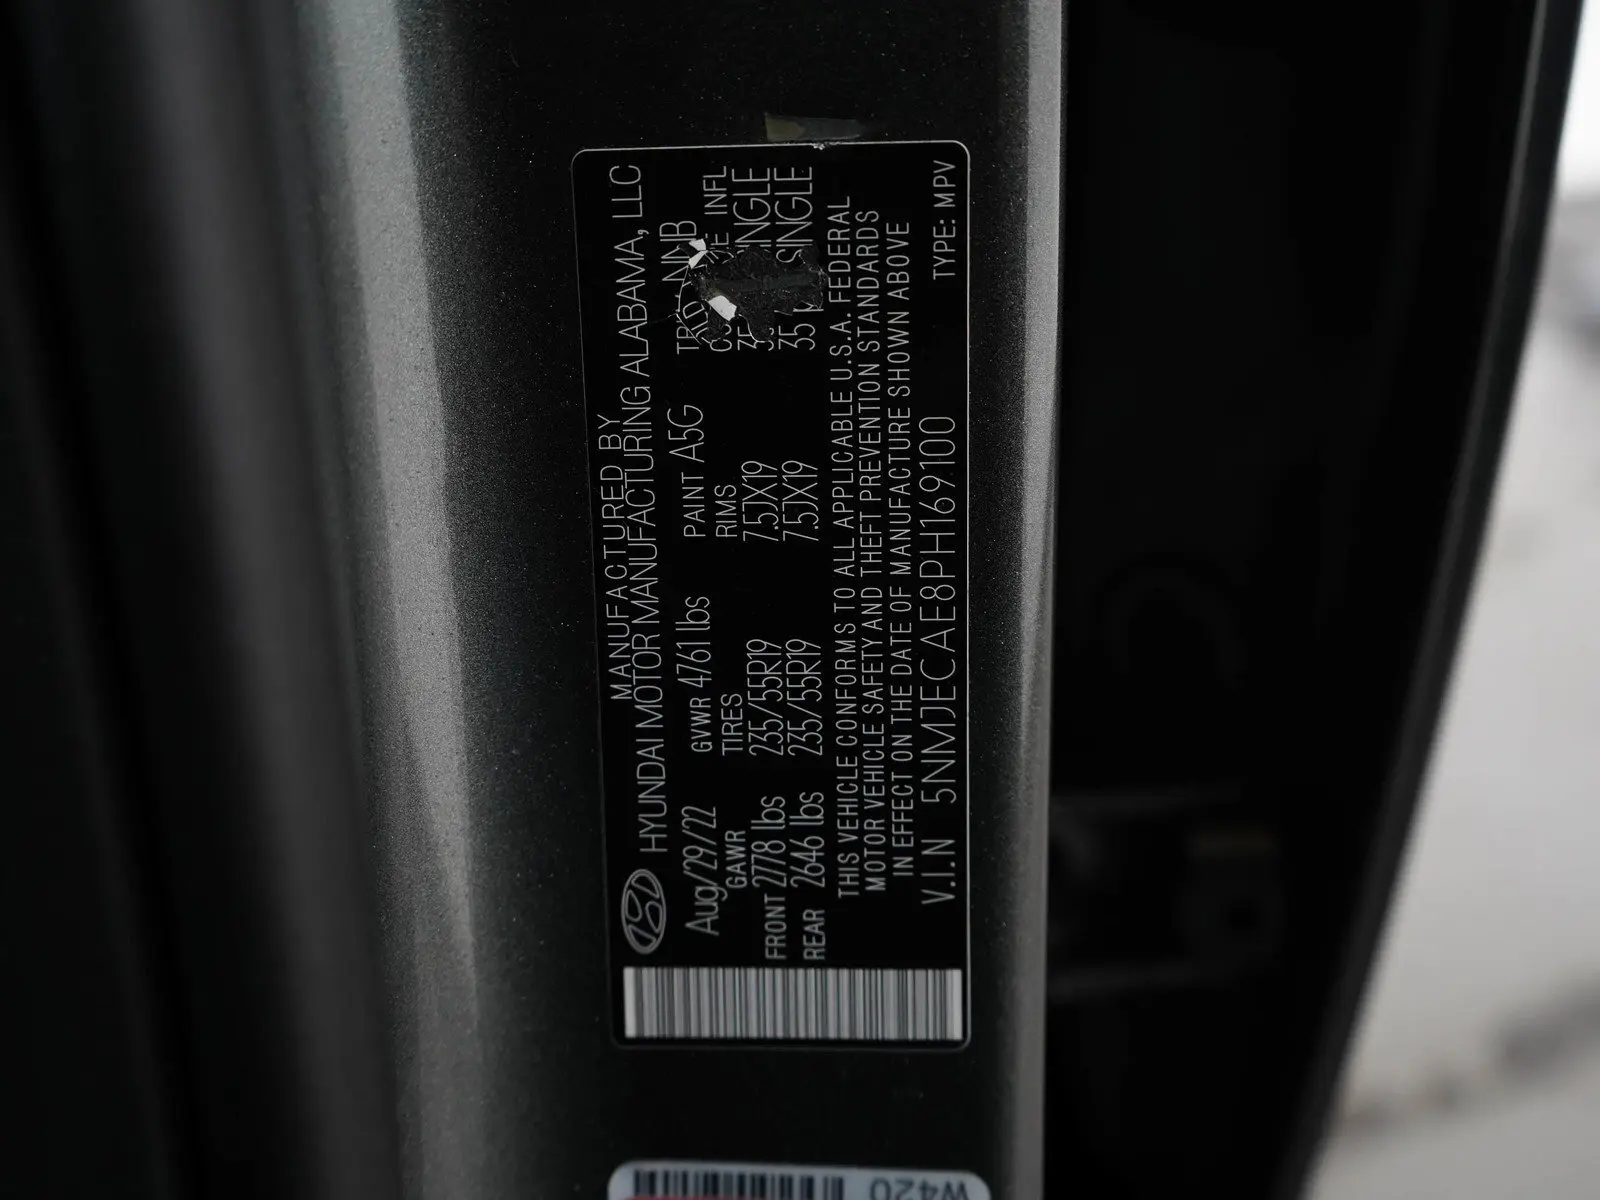 MANUFACTURED BY
HYUNDAI MOTOR MANUFACTURING ALABAMA, LLC
Aug/29/22 GVWR 4761 lbs PAINT A5G NNB
GAWR TIRES RIMS INFL
FRONT 2778 lbs 235/55R19 7.5JX19
REAR 2646 lbs 235/55R19 7.5JX19 35 SINGLE
THIS VEHICLE CONFORMS TO ALL APPLICABLE U.S.A. FEDERAL
MOTOR VEHICLE SAFETY AND THEFT PREVENTION STANDARDS
IN EFFECT ON THE DATE OF MANUFACTURE SHOWN ABOVE
V.I.N 5NMJECAE8PH169100 TYPE: MPV
W420